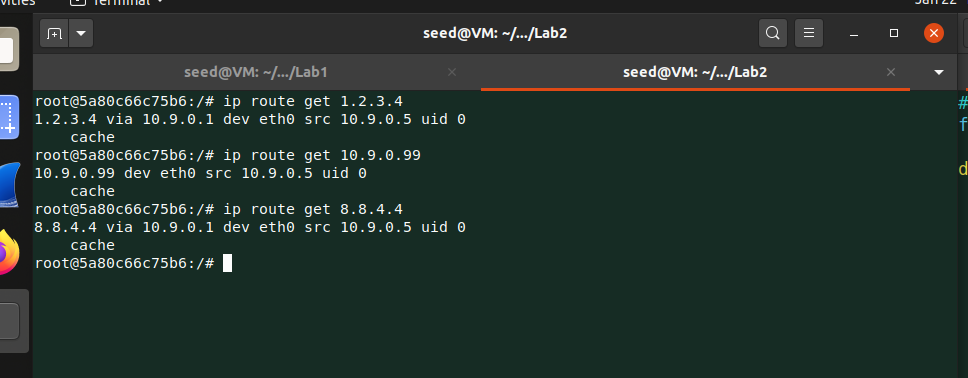 Terminal
Jan 22
seed@VM: ~/.../Lab2
seed@VM: ~/.../Lab1
seed@VM: ~/.../Lab2
root@5a80c66c75b6:/# ip route get 1.2.3.4
1.2.3.4 via 10.9.0.1 dev eth0 src 10.9.0.5 uid 0
    cache
root@5a80c66c75b6:/# ip route get 10.9.0.99
10.9.0.99 dev eth0 src 10.9.0.5 uid 0
    cache
root@5a80c66c75b6:/# ip route get 8.8.4.4
8.8.4.4 via 10.9.0.1 dev eth0 src 10.9.0.5 uid 0
    cache
root@5a80c66c75b6:/#
#
f
d